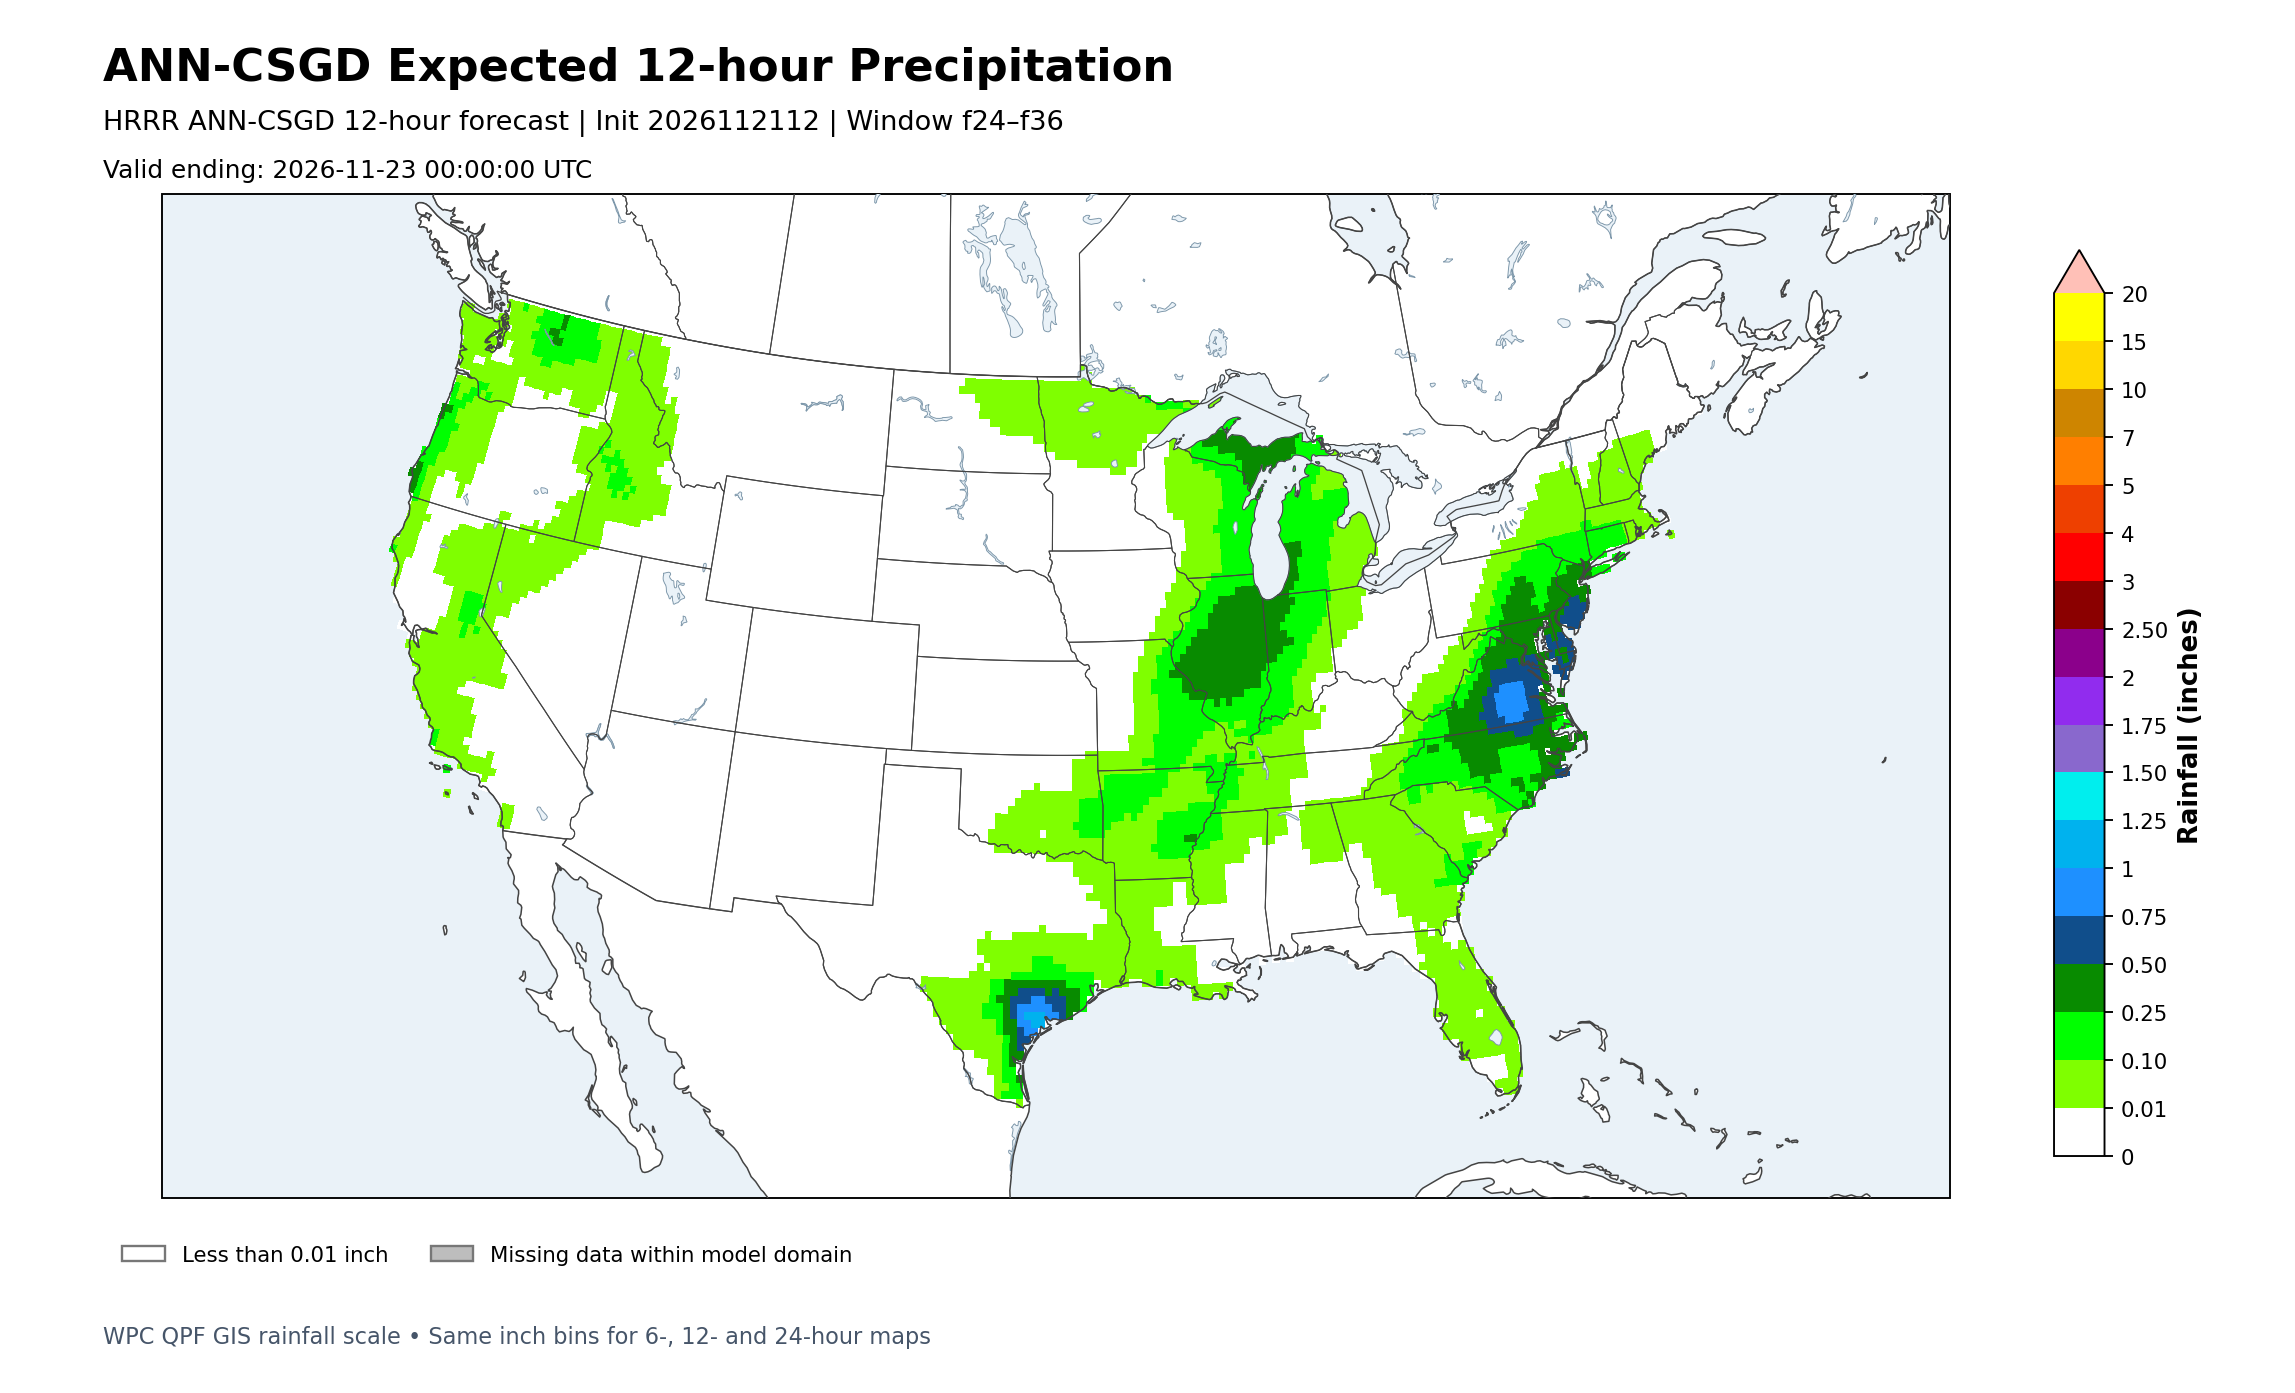 ANN-CSGD Expected 12-hour Precipitation
HRRR ANN-CSGD 12-hour forecast | Init 2026112112 | Window f24–f36
Valid ending: 2026-11-23 00:00:00 UTC
20
15
10
7
5
4
3
2.50
2
1.75
1.50
1.25
1
0.75
0.50
0.25
0.10
0.01
0
Rainfall (inches)
Less than 0.01 inch
Missing data within model domain
WPC QPF GIS rainfall scale • Same inch bins for 6-, 12- and 24-hour maps